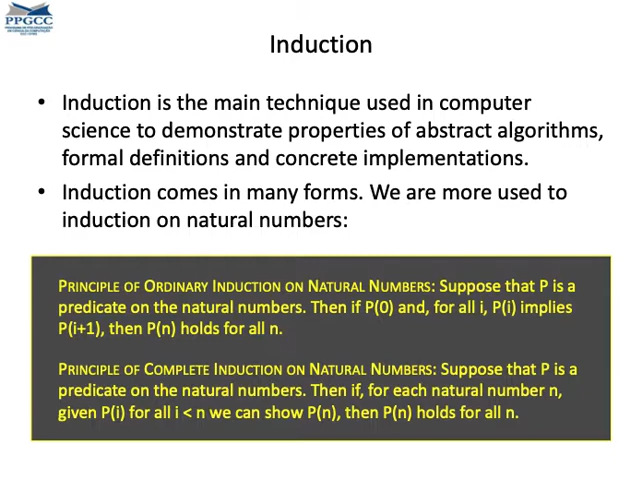 PPGCC
Induction
• Induction is the main technique used in computer
science to demonstrate properties of abstract algorithms,
formal definitions and concrete implementations.
• Induction comes in many forms. We are more used to
induction on natural numbers:
PRINCIPLE OF ORDINARY INDUCTION ON NATURAL NUMBERS: Suppose that P is a
predicate on the natural numbers. Then if P(0) and, for all i, P(i) implies
P(i+1), then P(n) holds for all n.
PRINCIPLE OF COMPLETE INDUCTION ON NATURAL NUMBERS: Suppose that P is a
predicate on the natural numbers. Then if, for each natural number n,
given P(i) for all i < n we can show P(n), then P(n) holds for all n.